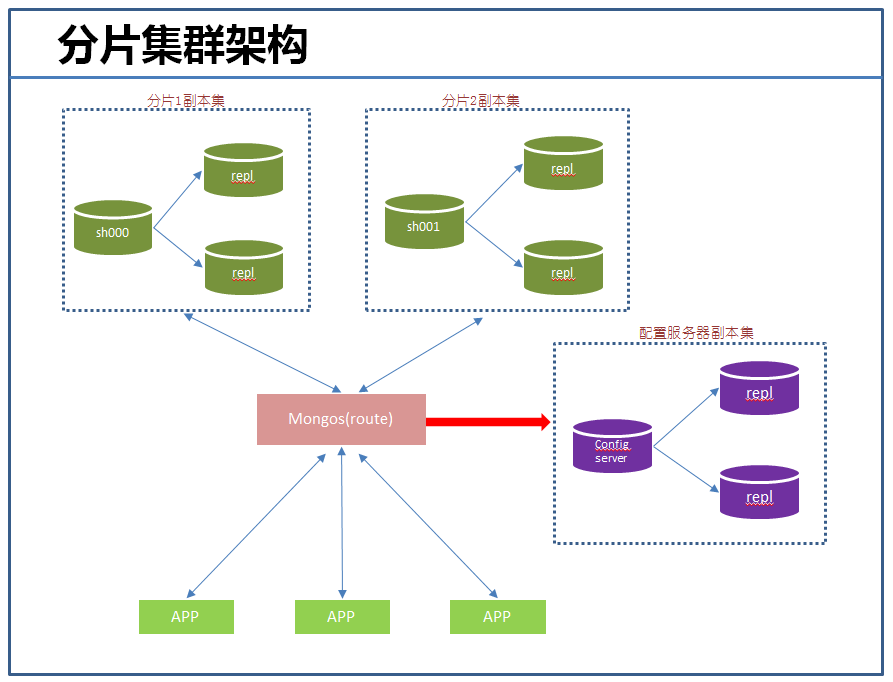 分片集群架构
分片1副本集
分片2副本集
repl
repl
sh000
sh001
repl
repl
配置服务器副本集
Mongos(route)
repl
Config
server
repl
APP
APP
APP